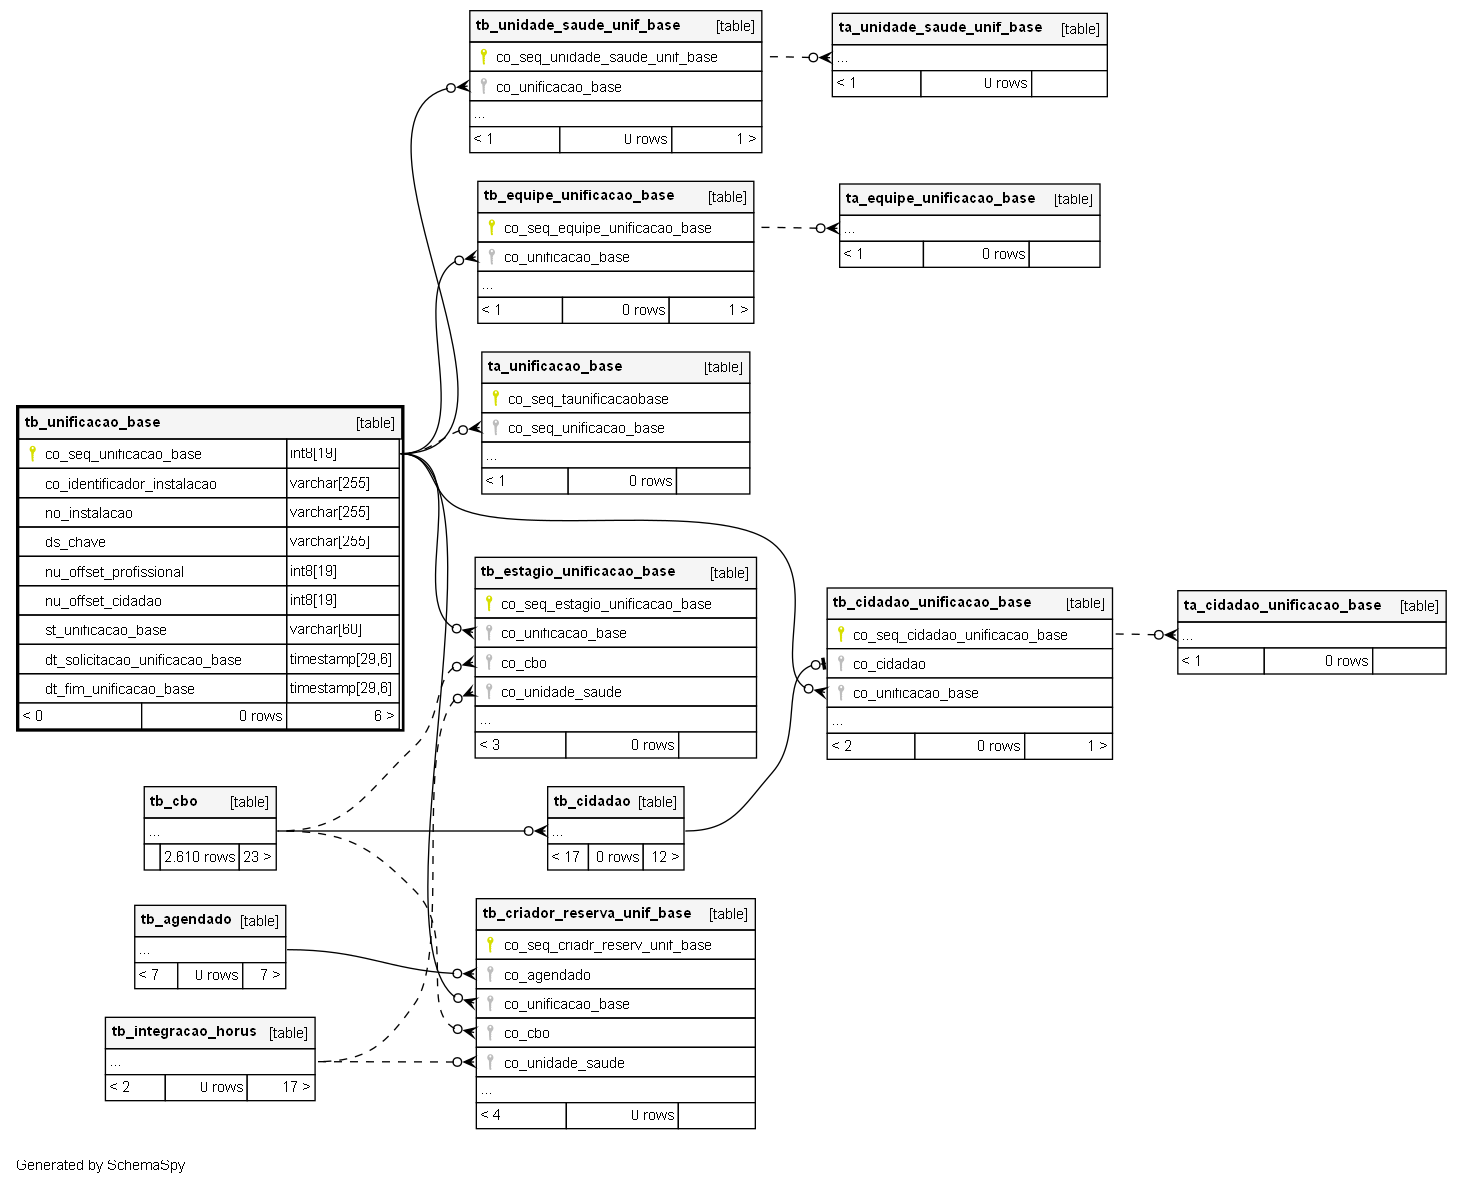 tb_unidade_saude_unif_base [table]
co_seq_unidade_saude_unif_base
co_unificacao_base
...
< 1 0 rows 1 >
ta_unidade_saude_unif_base [table]
...
< 1 0 rows
tb_equipe_unificacao_base [table]
co_seq_equipe_unificacao_base
co_unificacao_base
...
< 1 0 rows 1 >
ta_equipe_unificacao_base [table]
...
< 1 0 rows
ta_unificacao_base [table]
co_seq_taunificacaobase
co_seq_unificacao_base
...
< 1 0 rows
tb_unificacao_base [table]
co_seq_unificacao_base int8[19]
co_identificador_instalacao varchar[255]
no_instalacao varchar[255]
ds_chave varchar[255]
nu_offset_profissional int8[19]
nu_offset_cidadao int8[19]
st_unificacao_base varchar[60]
dt_solicitacao_unificacao_base timestamp[29,6]
dt_fim_unificacao_base timestamp[29,6]
< 0 0 rows 6 >
tb_estagio_unificacao_base [table]
co_seq_estagio_unificacao_base
co_unificacao_base
co_cbo
co_unidade_saude
...
< 3 0 rows
tb_cidadao_unificacao_base [table]
co_seq_cidadao_unificacao_base
co_cidadao
co_unificacao_base
...
< 2 0 rows 1 >
ta_cidadao_unificacao_base [table]
...
< 1 0 rows
tb_cbo [table]
...
2.610 rows 23 >
tb_cidadao [table]
...
< 17 0 rows 12 >
tb_agendado [table]
...
< 7 0 rows 7 >
tb_criador_reserva_unif_base [table]
co_seq_criadr_reserv_unif_base
co_agendado
co_unificacao_base
co_cbo
co_unidade_saude
...
< 4 0 rows
tb_integracao_horus [table]
...
< 2 0 rows 17 >
Generated by SchemaSpy